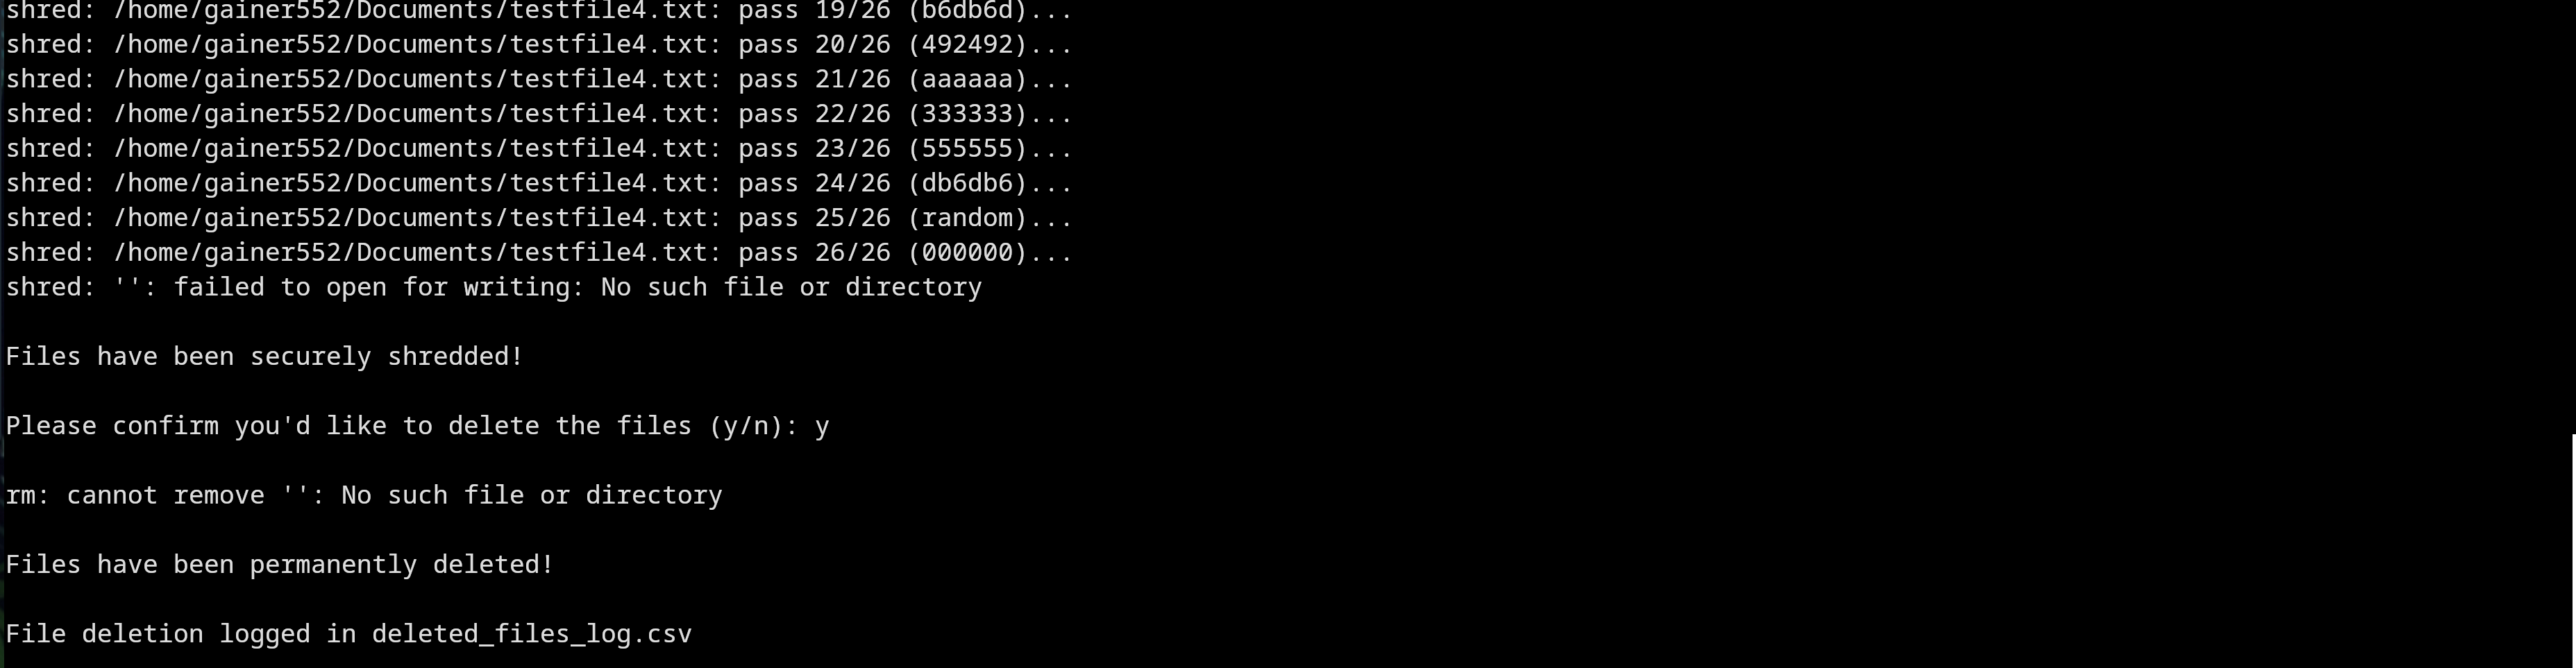 shred: /home/gainer552/Documents/testfile4.txt: pass 19/26 (b6db6d)...
shred: /home/gainer552/Documents/testfile4.txt: pass 20/26 (492492)...
shred: /home/gainer552/Documents/testfile4.txt: pass 21/26 (aaaaaa)...
shred: /home/gainer552/Documents/testfile4.txt: pass 22/26 (333333)...
shred: /home/gainer552/Documents/testfile4.txt: pass 23/26 (555555)...
shred: /home/gainer552/Documents/testfile4.txt: pass 24/26 (db6db6)...
shred: /home/gainer552/Documents/testfile4.txt: pass 25/26 (random)...
shred: /home/gainer552/Documents/testfile4.txt: pass 26/26 (000000)...
shred: '': failed to open for writing: No such file or directory
Files have been securely shredded!
Please confirm you'd like to delete the files (y/n): y
rm: cannot remove '': No such file or directory
Files have been permanently deleted!
File deletion logged in deleted_files_log.csv